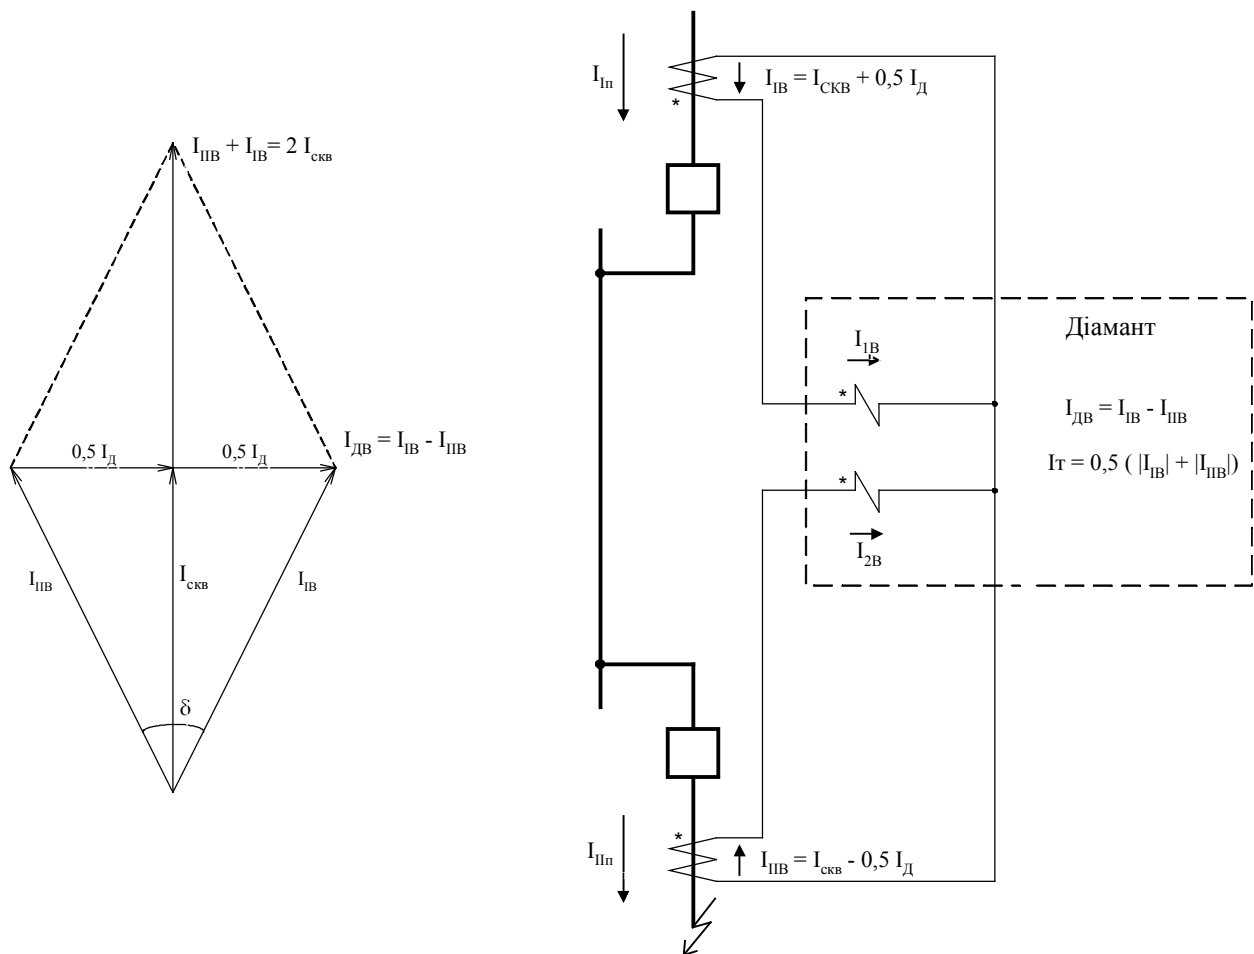 I_IIВ + I_IВ = 2 I_скв
0,5 I_Д
0,5 I_Д
I_ДВ = I_IВ - I_IIВ
I_IIВ
I_скв
I_IВ
δ
I_Iп
*
I_IВ = I_СКВ + 0,5 I_Д
Діамант
I_1В
*
I_ДВ = I_IВ - I_IIВ
Iт = 0,5 ( |I_IВ| + |I_IIВ|)
*
I_2В
*
I_IIп
I_IIВ = I_скв - 0,5 I_Д